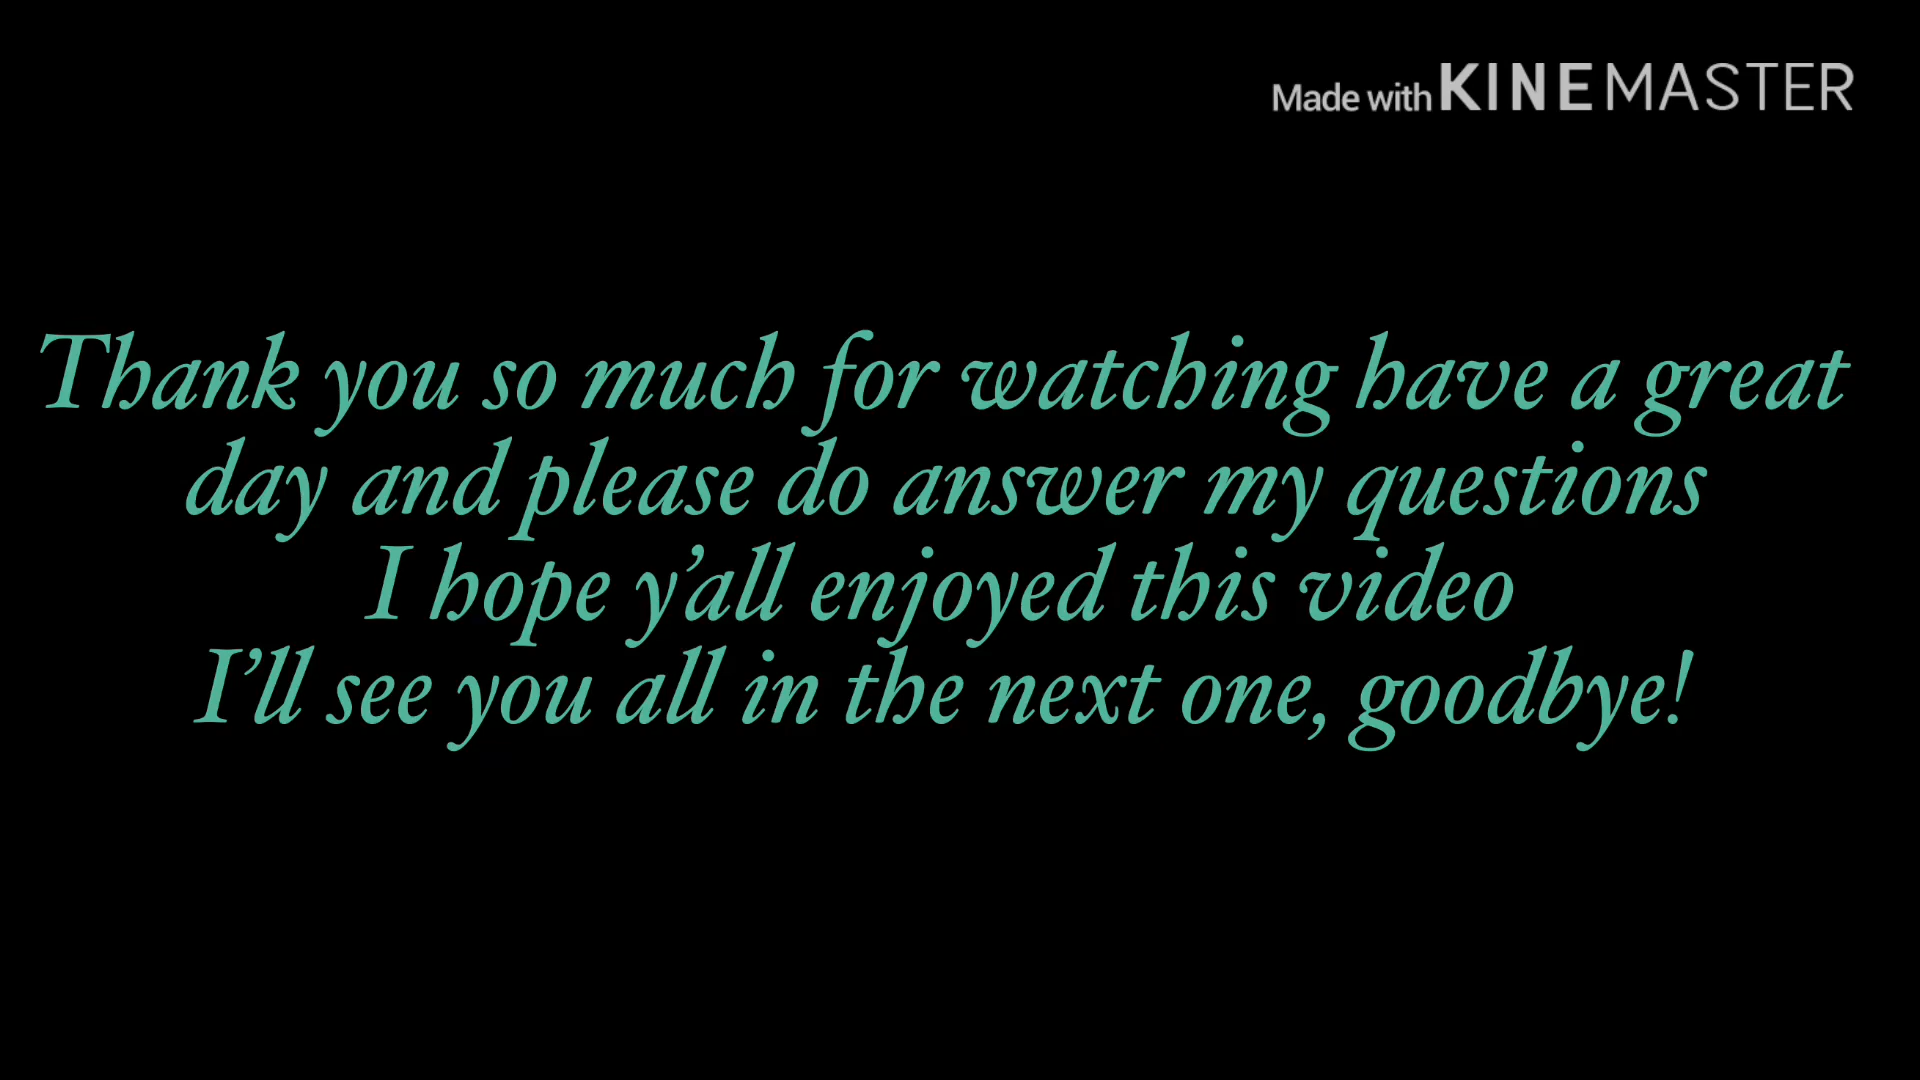 Made with KINEMASTER
Thank you so much for watching have a great
day and please do answer my questions
I hope y’all enjoyed this video
I’ll see you all in the next one, goodbye!